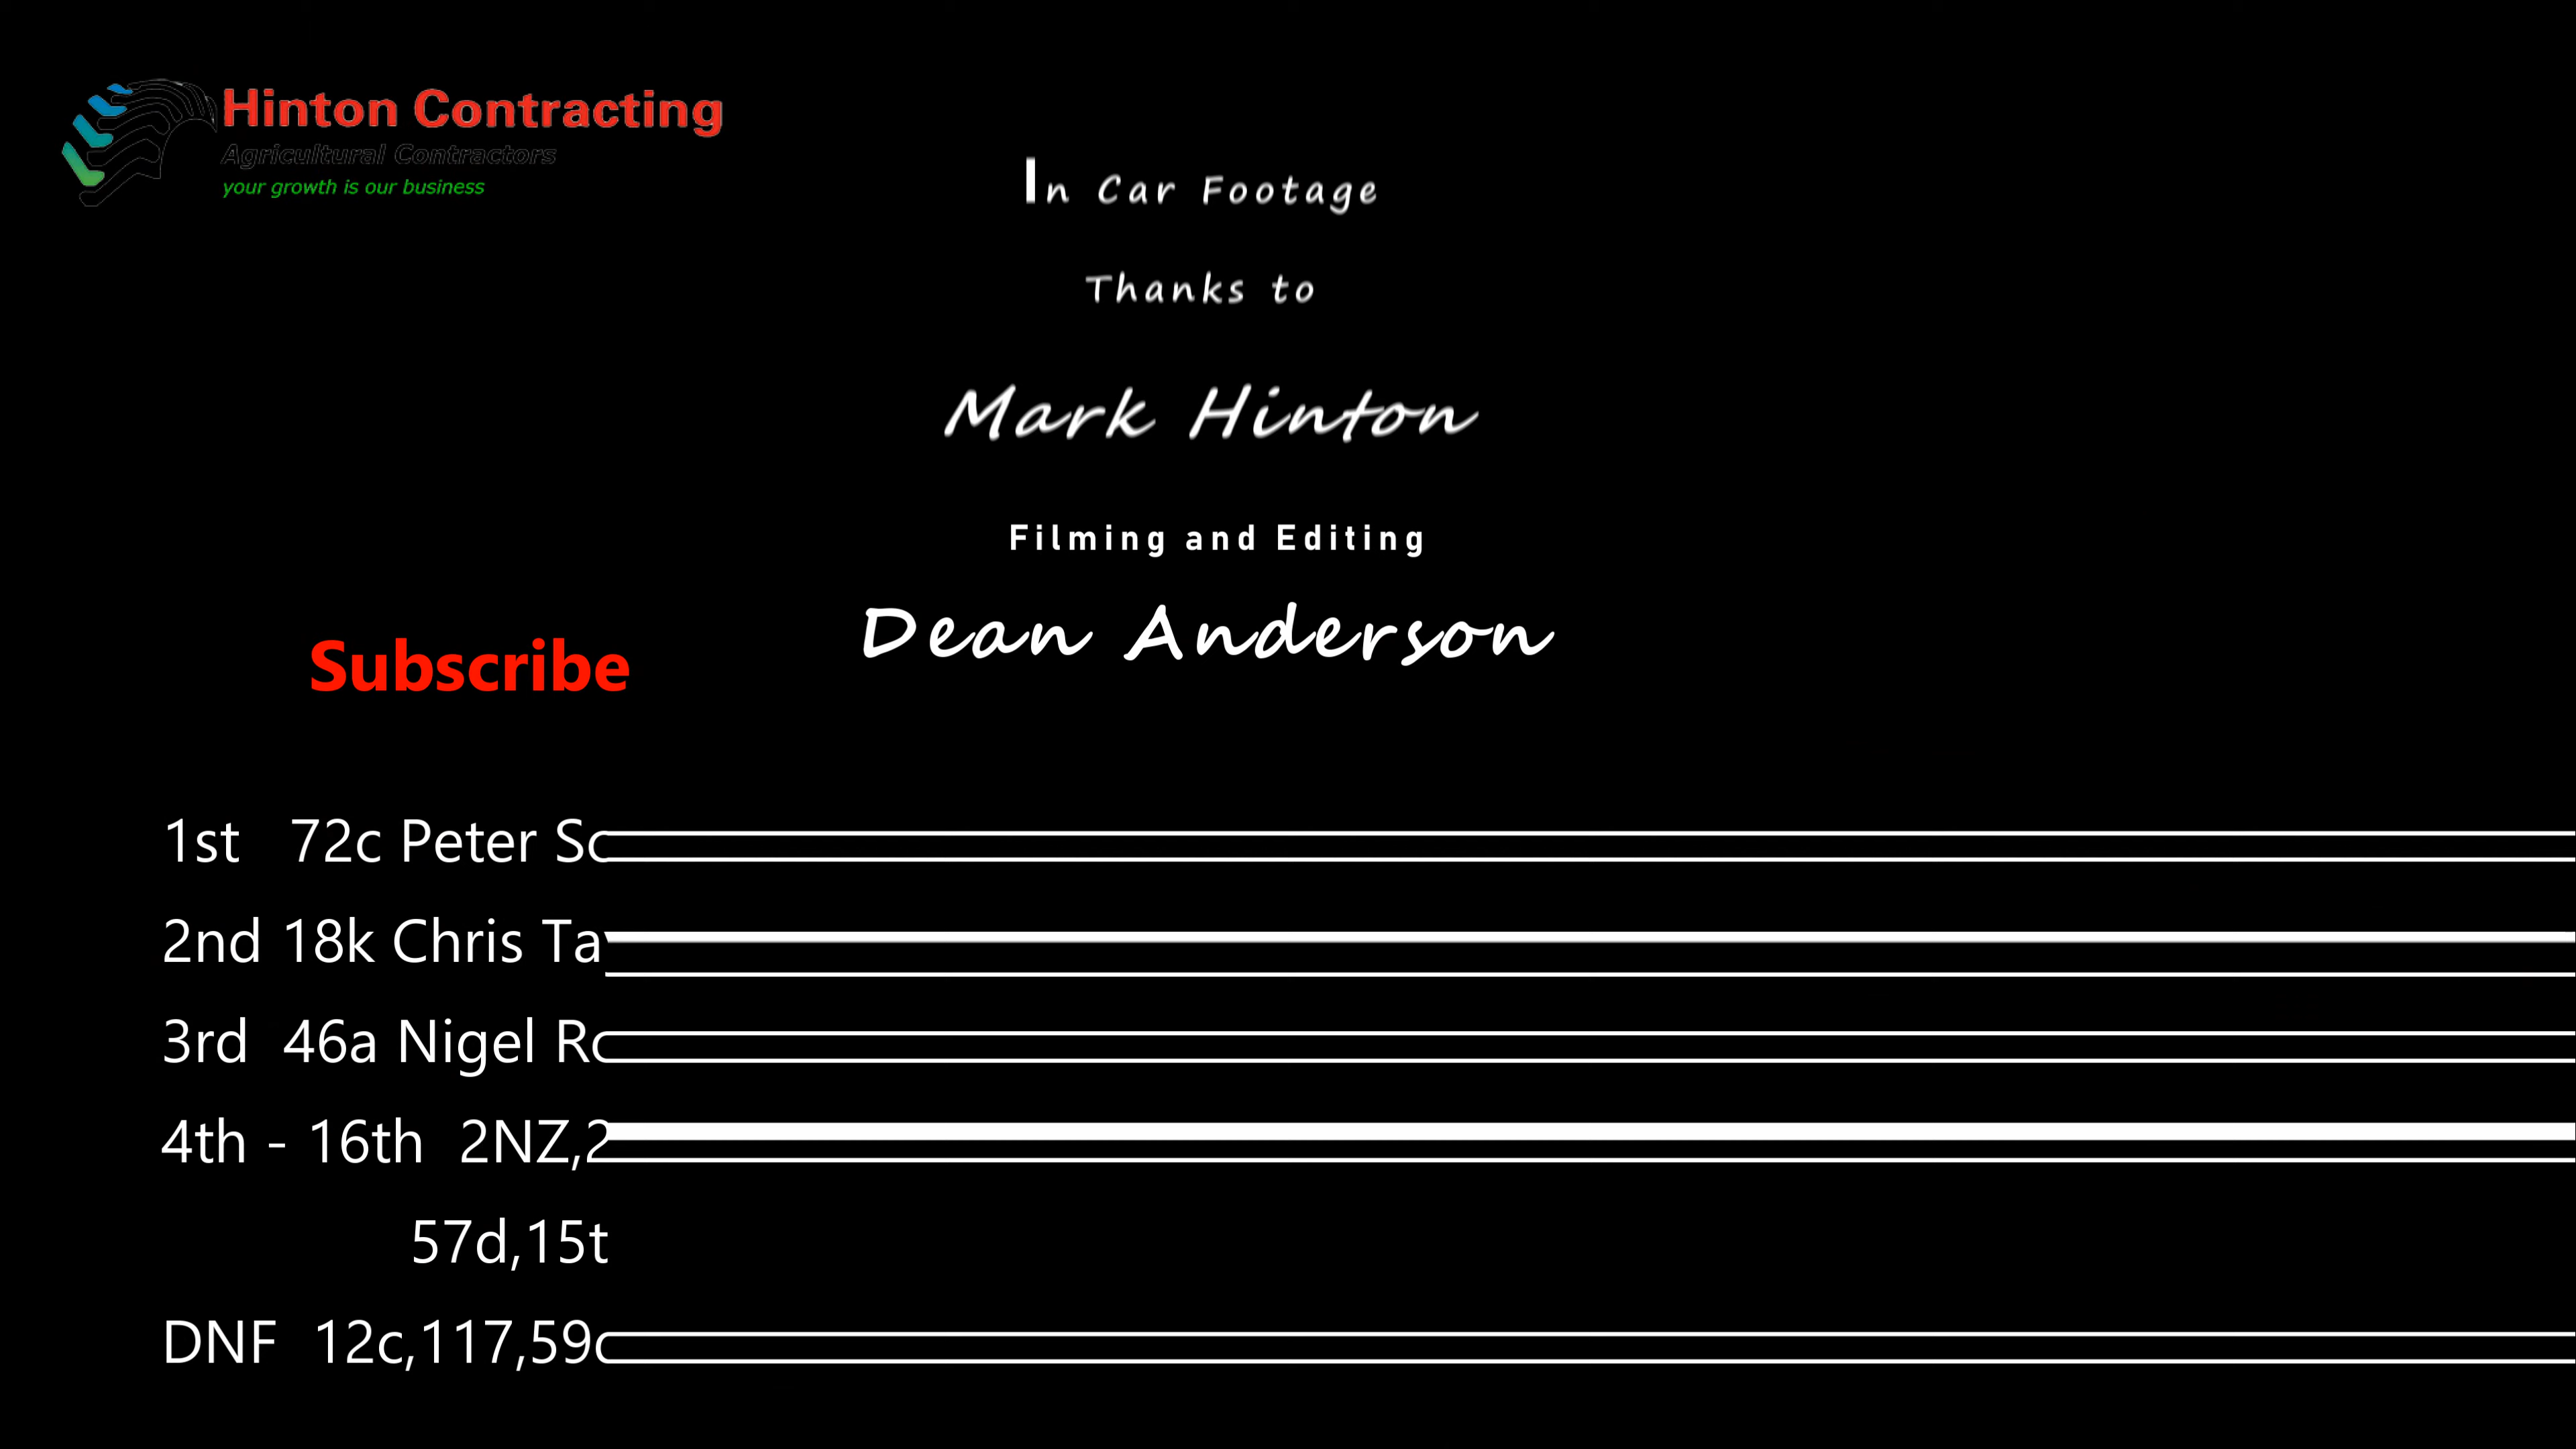 Hinton Contracting
Agricultural Contractors
your growth is our business
In Car Footage
Thanks to
Mark Hinton
Filming and Editing
Dean Anderson
Subscribe
1st 72c Peter
2nd 18k Chris Ta
3rd 46a Nigel
4th - 16th 2NZ,2
57d,15t
DNF 12c,117,59